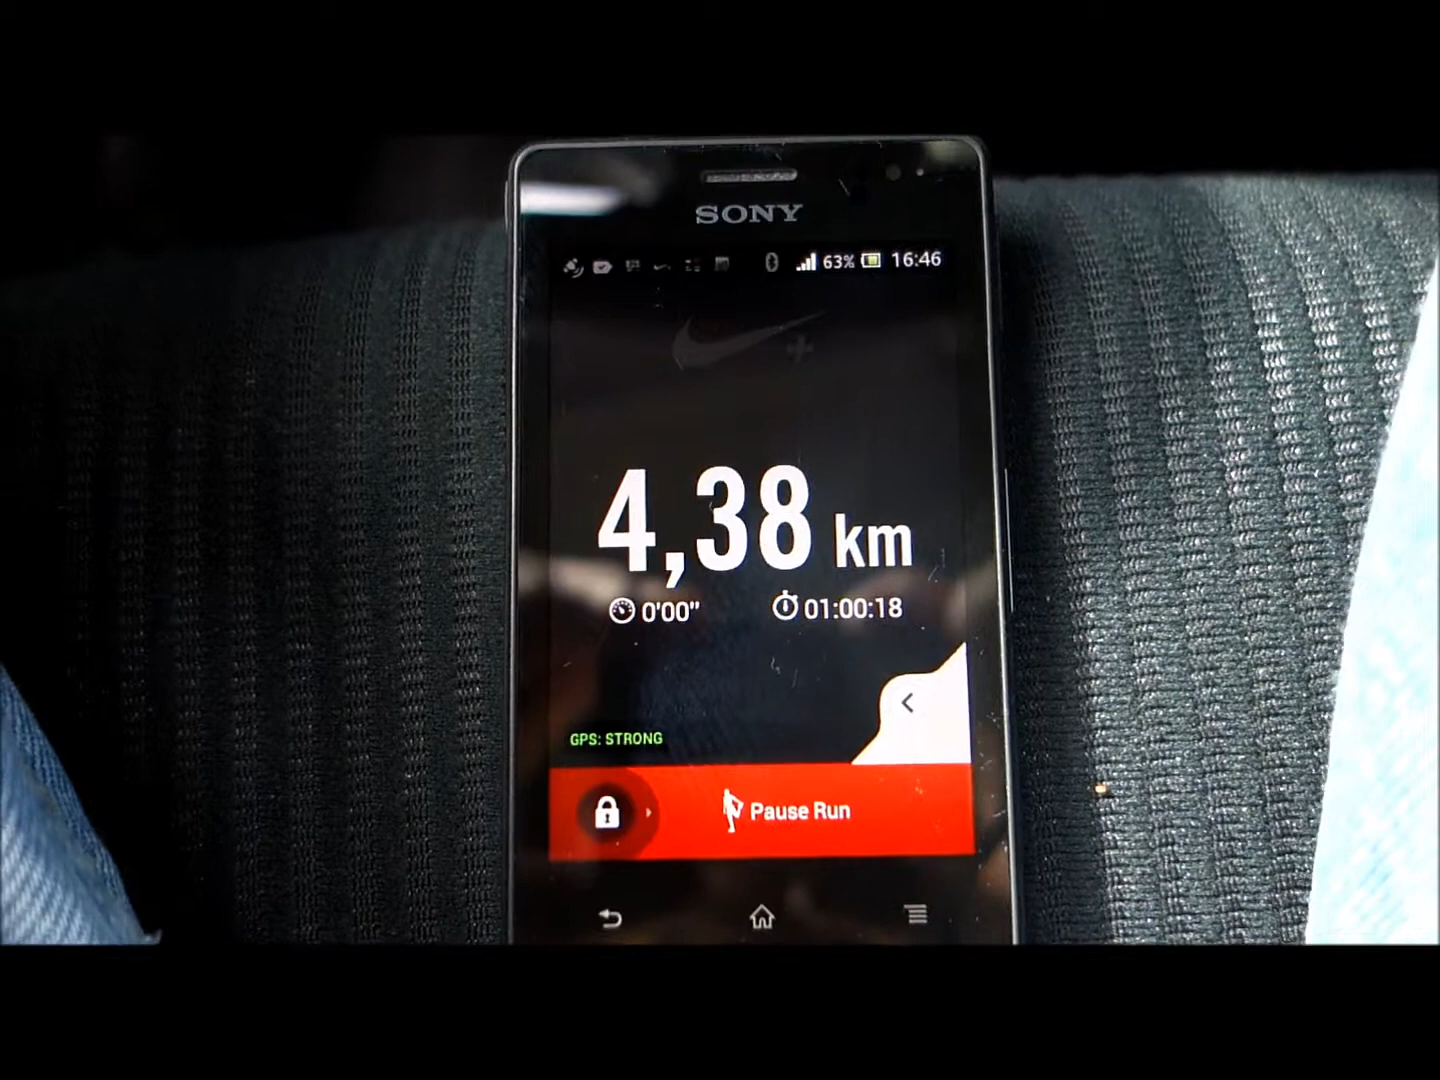 SONY
63% 16:46
4,38 km
0'00" 01:00:18
GPS: STRONG
Pause Run